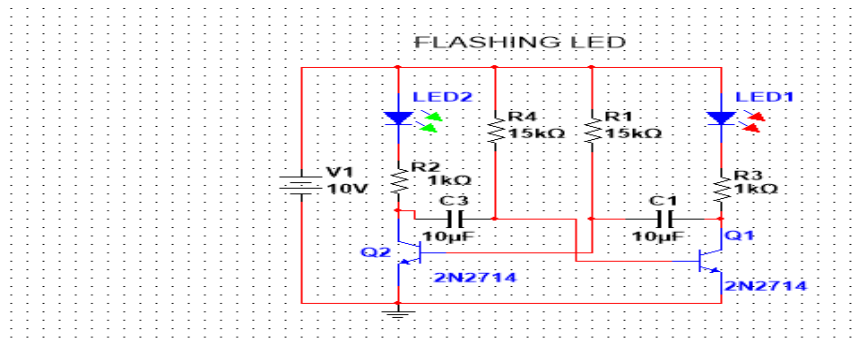 FLASHING LED
LED2
LED1
R4
15kΩ
R1
15kΩ
V1
10V
R2
1kΩ
R3
1kΩ
C3
10µF
C1
10µF
Q2
Q1
2N2714
2N2714